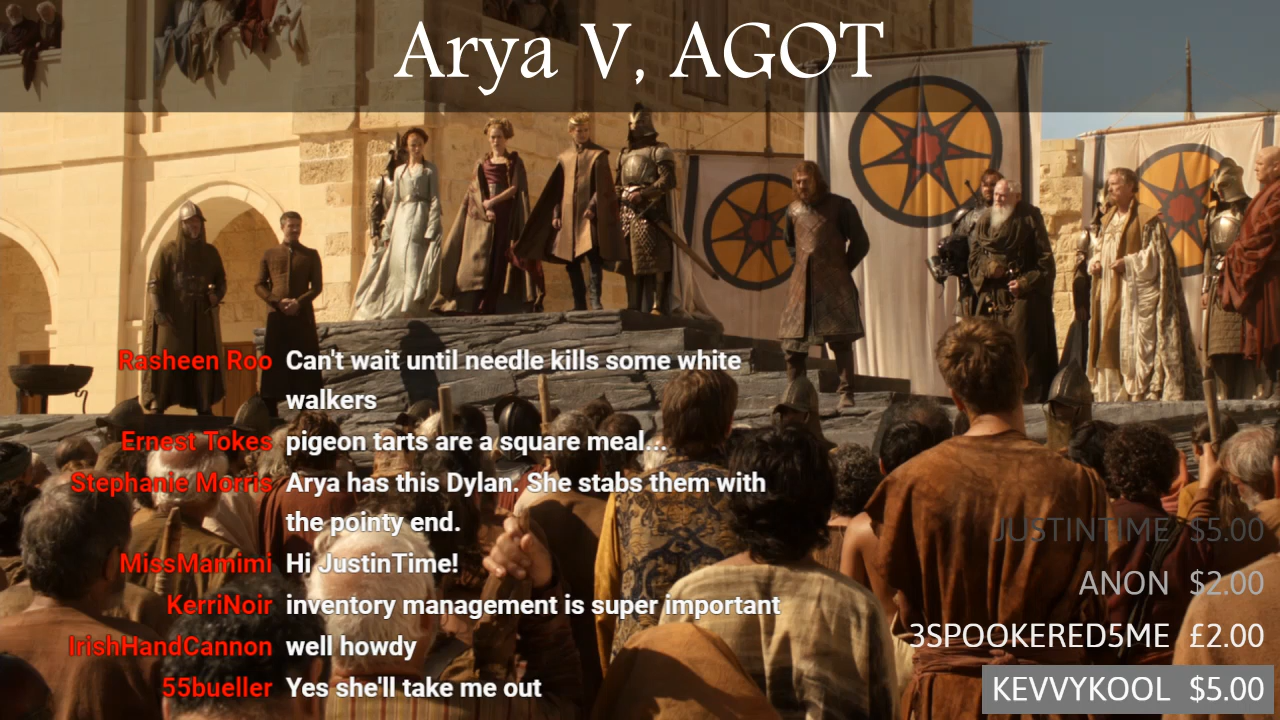 Arya V, AGOT
Rasheen Roo Can't wait until needle kills some white
walkers
Ernest Tokes pigeon tarts are a square meal...
Stephanie Morris Arya has this Dylan. She stabs them with
the pointy end.
MissMamimi Hi JustinTime!
KerriNoir inventory management is super important
IrishHandCannon well howdy
55bueller Yes she'll take me out
JUSTINTIME $5.00
ANON $2.00
3SPOOKERED5ME £2.00
KEVVYKOOL $5.00